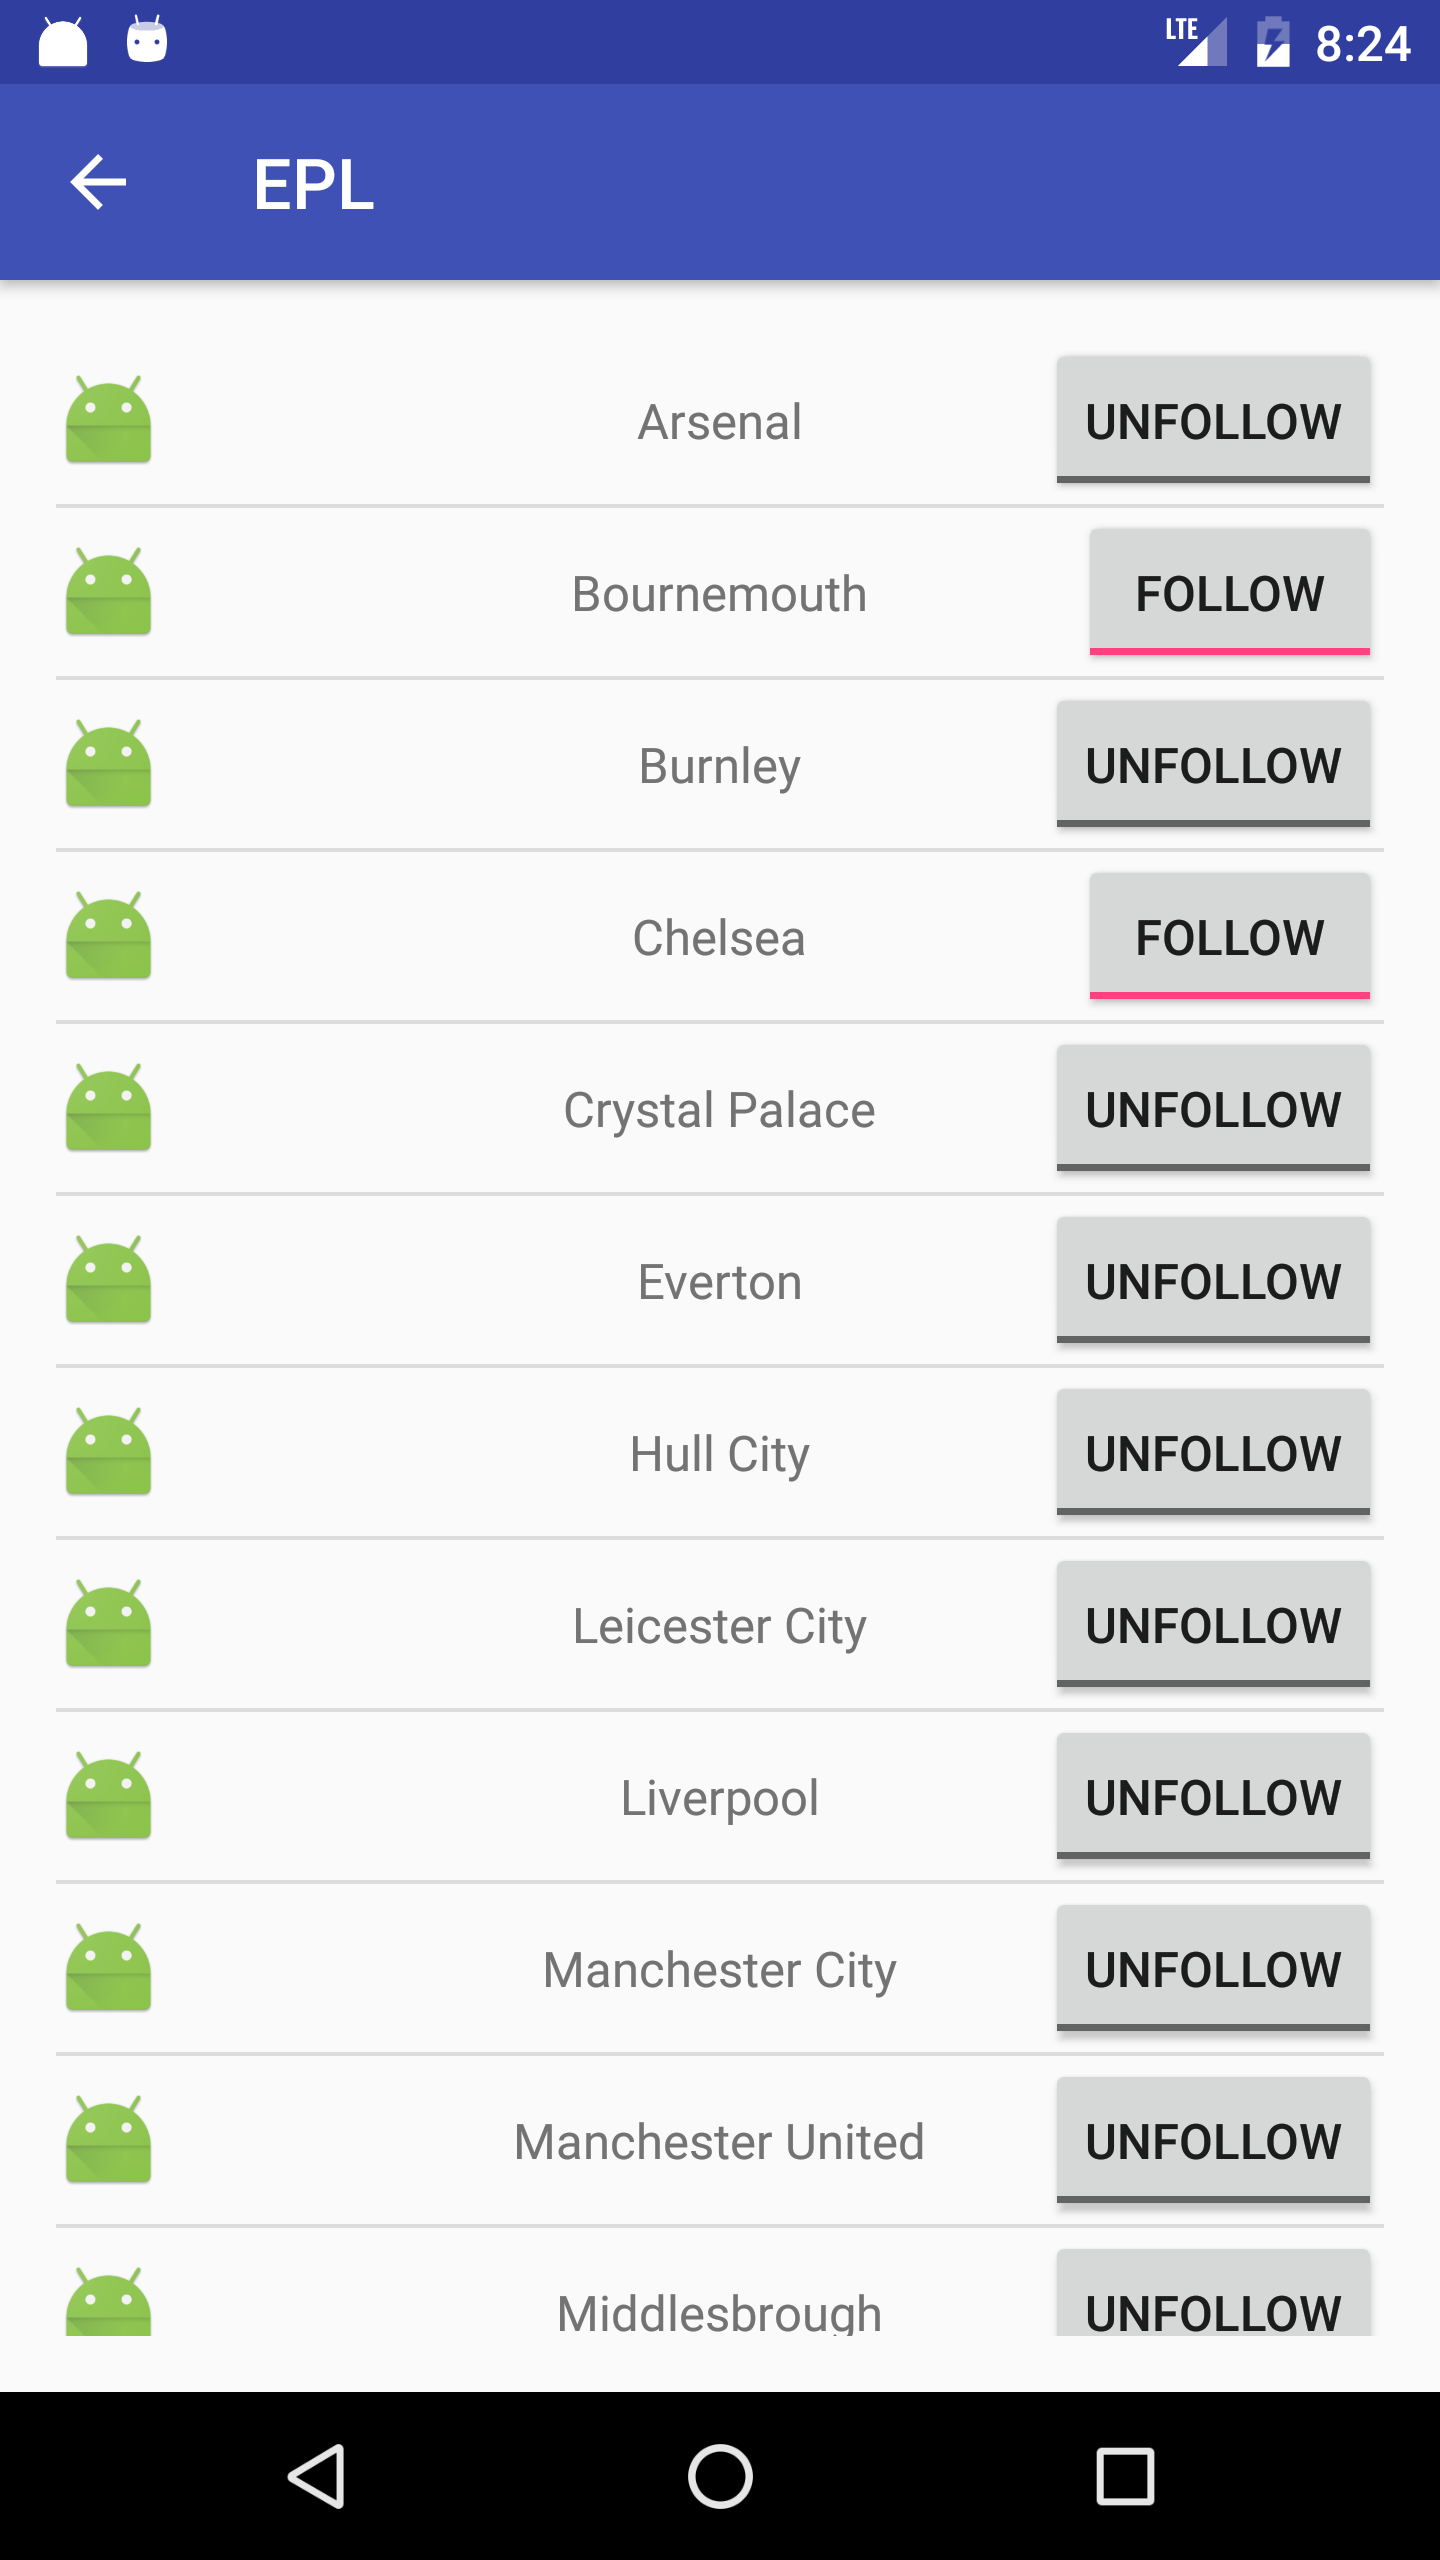 LTE 8:24
EPL
Arsenal UNFOLLOW
Bournemouth FOLLOW
Burnley UNFOLLOW
Chelsea FOLLOW
Crystal Palace UNFOLLOW
Everton UNFOLLOW
Hull City UNFOLLOW
Leicester City UNFOLLOW
Liverpool UNFOLLOW
Manchester City UNFOLLOW
Manchester United UNFOLLOW
Middlesbrough UNFOLLOW